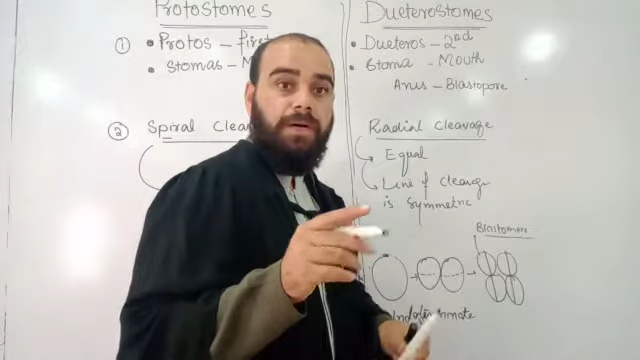 Protostomes
① • Protos – first
• Stomas – M
② Spiral Clea
Dueterostomes
• Dueteros – 2nd
• Stoma – Mouth
Anus – Blastopore
Radial Cleavage
Equal
Line of cleavage
is symmetric
Blastomere